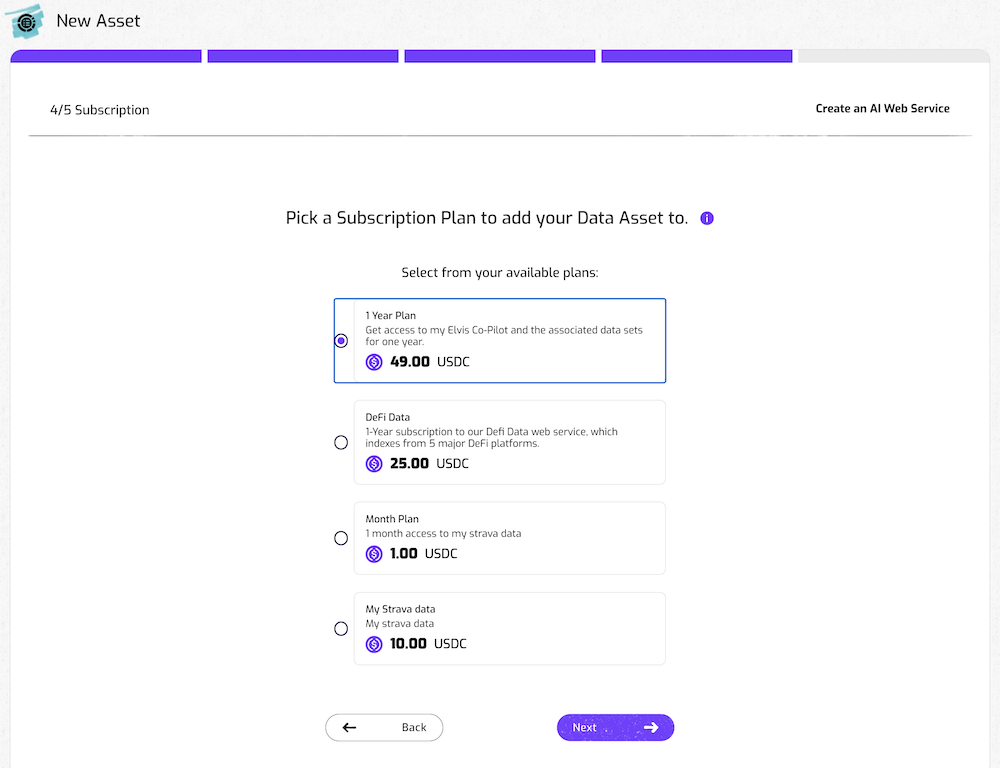 New Asset
4/5 Subscription
Create an AI Web Service
Pick a Subscription Plan to add your Data Asset to.
i
Select from your available plans:
1 Year Plan
Get access to my Elvis Co-Pilot and the associated data sets
for one year.
49.00 USDC
DeFi Data
1-Year subscription to our Defi Data web service, which
indexes from 5 major DeFi platforms.
25.00 USDC
Month Plan
1 month access to my strava data
1.00 USDC
My Strava data
My strava data
10.00 USDC
Back
Next